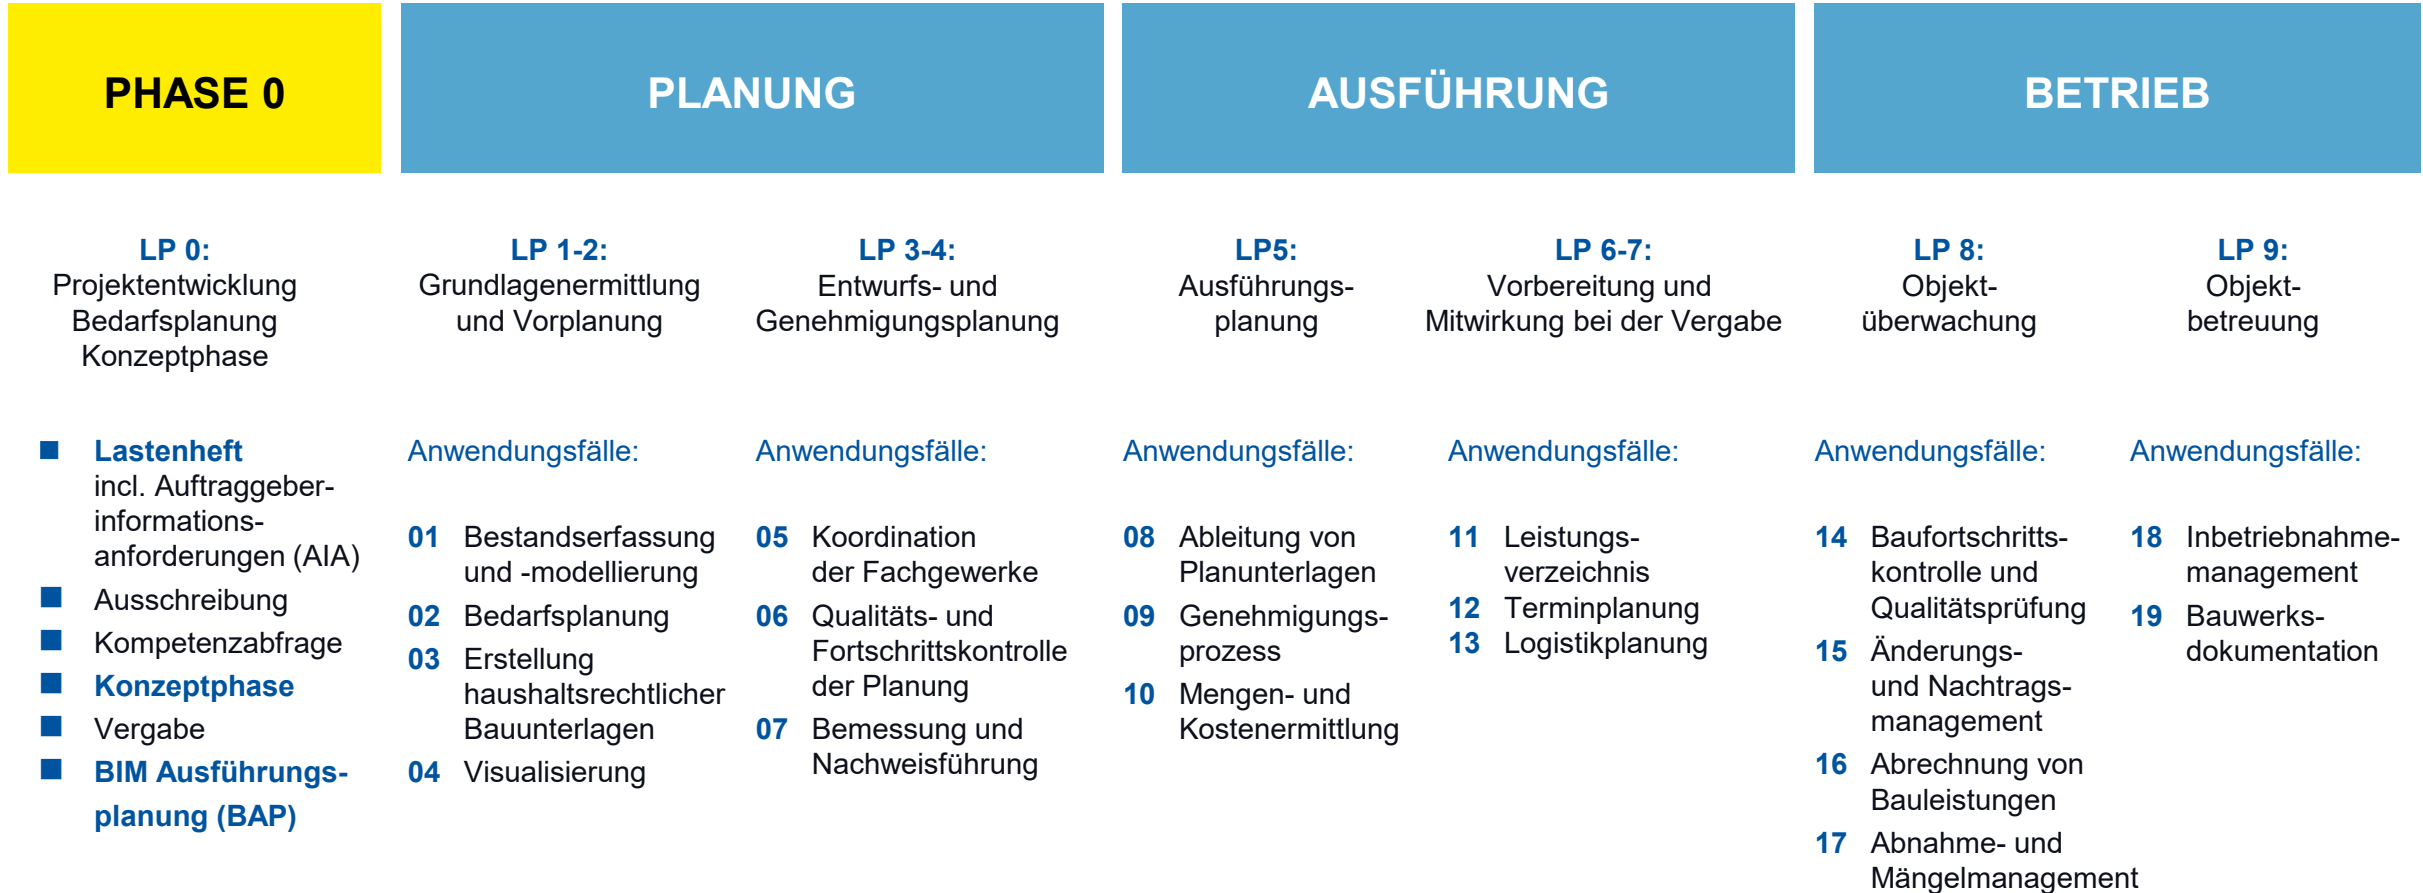 PHASE 0
PLANUNG
AUSFÜHRUNG
BETRIEB
LP 0:
Projektentwicklung
Bedarfsplanung
Konzeptphase
LP 1-2:
Grundlagenermittlung
und Vorplanung
LP 3-4:
Entwurfs- und
Genehmigungsplanung
LP5:
Ausführungs-
planung
LP 6-7:
Vorbereitung und
Mitwirkung bei der Vergabe
LP 8:
Objekt-
überwachung
LP 9:
Objekt-
betreuung
Lastenheft
incl. Auftraggeber-
informations-
anforderungen (AIA)
Ausschreibung
Kompetenzabfrage
Konzeptphase
Vergabe
BIM Ausführungs-
planung (BAP)
Anwendungsfälle:
01 Bestandserfassung
und -modellierung
02 Bedarfsplanung
03 Erstellung
haushaltsrechtlicher
Bauunterlagen
04 Visualisierung
Anwendungsfälle:
05 Koordination
der Fachgewerke
06 Qualitäts- und
Fortschrittskontrolle
der Planung
07 Bemessung und
Nachweisführung
Anwendungsfälle:
08 Ableitung von
Planunterlagen
09 Genehmigungs-
prozess
10 Mengen- und
Kostenermittlung
Anwendungsfälle:
11 Leistungs-
verzeichnis
12 Terminplanung
13 Logistikplanung
Anwendungsfälle:
14 Baufortschritts-
kontrolle und
Qualitätsprüfung
15 Änderungs-
und Nachtrags-
management
16 Abrechnung von
Bauleistungen
17 Abnahme- und
Mängelmanagement
Anwendungsfälle:
18 Inbetriebnahme-
management
19 Bauwerks-
dokumentation